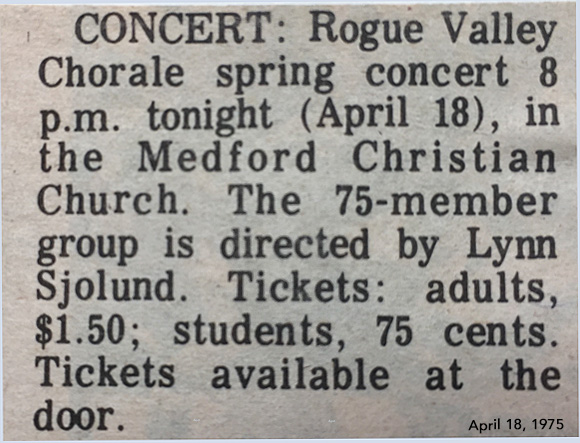 CONCERT: Rogue Valley
Chorale spring concert 8
p.m. tonight (April 18), in
the Medford Christian
Church. The 75-member
group is directed by Lynn
Sjolund. Tickets: adults,
$1.50; students, 75 cents.
Tickets available at the
door.
April 18, 1975